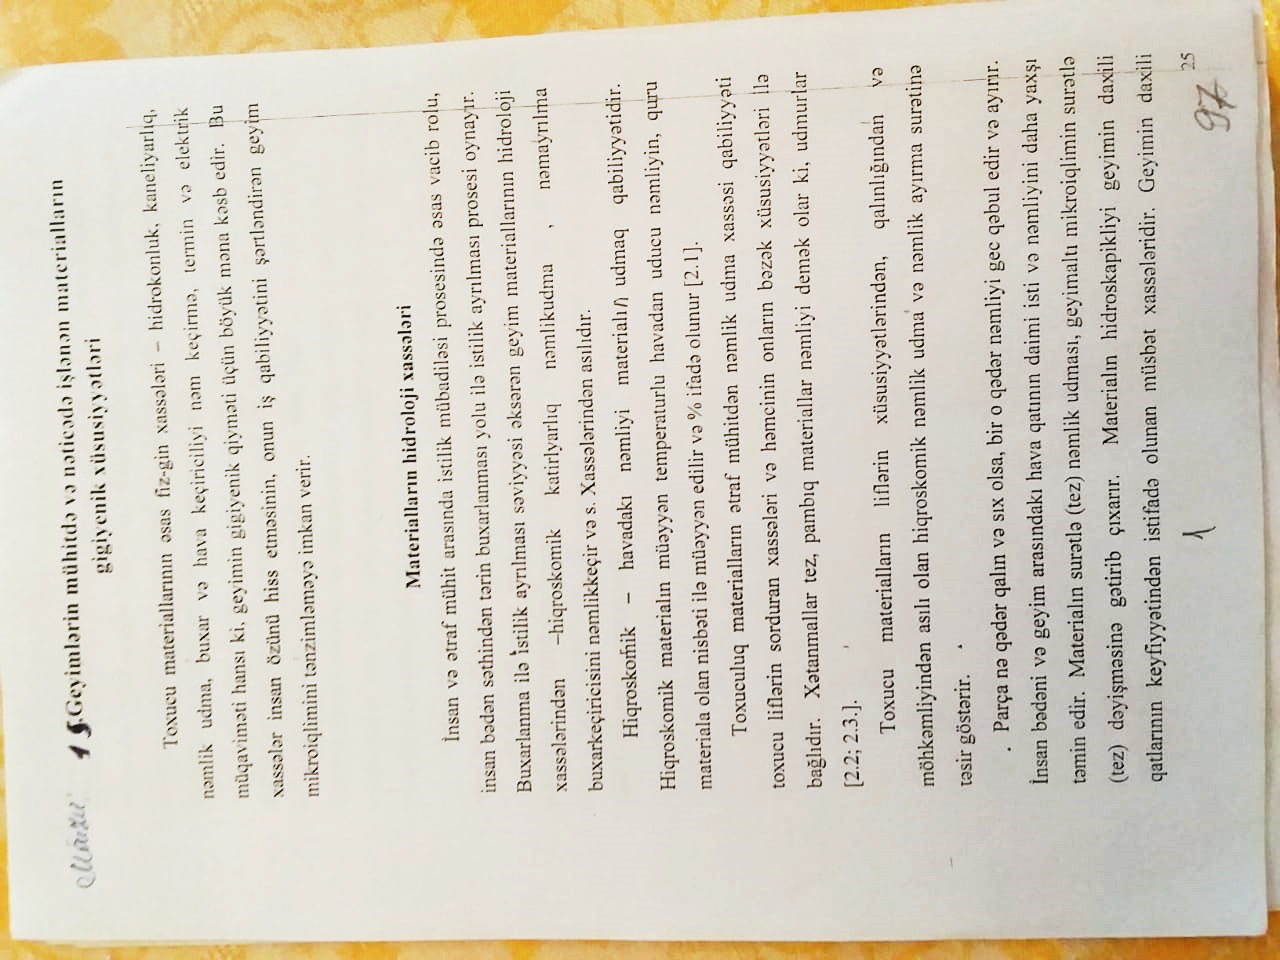 Mövzu
1 §.Geyimlərin mühitdə və nəticədə işlənən materialların
gigiyenik xüsusiyyətləri
Toxucu materiallarının əsas fiz-gin xassələri – hidrokonluk, kaneliyarlıq,
nəmlik udma, buxar və hava keçiriciliyi nəm keçirmə, termin və elektrik
müqaviməti hansı ki, geyimin gigiyenik qiyməti üçün böyük məna kəsb edir. Bu
xassələr insan özünü hiss etməsinin, onun iş qabiliyyətini şərtləndirən geyim
mikroiqlimini tənzimləməyə imkan verir.
Materialların hidroloji xassələri
İnsan və ətraf mühit arasında istilik mübadiləsi prosesində əsas vacib rolu,
insan bədən səthindən tərin buxarlanması yolu ilə istilik ayrılması prosesi oynayır.
Buxarlanma ilə istilik ayrılması səviyyəsi əksərən geyim materiallarının hidroloji
xassələrindən –hiqroskomik katirlyarlıq nəmlikudma , nəmayrılma
buxarkeçiricisini nəmlikkeçir və s. Xassələrindən asılıdır.
Hiqroskomik – havadakı nəmliyi materialın udmaq qabiliyyətidir.
Hiqroskomik materialın müəyyən temperaturlu havadan uducu nəmliyin, quru
materiala olan nisbəti ilə müəyyən edilir və % ifadə olunur [2.1].
Toxuculuq materialların ətraf mühitdən nəmlik udma xassəsi qabiliyyəti
toxucu liflərin sorduran xassələri və həmcinin onların bəzək xüsusiyyətləri ilə
bağlıdır. Xətanmallar tez, pambıq materiallar nəmliyi demək olar ki, udmurlar
[2.2; 2.3.].
Toxucu materialların liflərin xüsusiyyətlərindən, qalınlığından və
möhkəmliyindən asılı olan hiqroskomik nəmlik udma və nəmlik ayırma surətinə
təsir göstərir.
. Parça nə qədər qalın və sıx olsa, bir o qədər nəmliyi gec qəbul edir və ayırır.
İnsan bədəni və geyim arasındakı hava qatının daimi isti və nəmliyini daha yaxşı
təmin edir. Materialın surətlə (tez) nəmlik udması, geyimaltı mikroiqlimin surətlə
(tez) dəyişməsinə gətirib çıxarır. Materialın hidroskapikliyi geyimin daxili
qatlarının keyfiyyətindən istifadə olunan müsbət xassələridir. Geyimin daxili
25
1
97